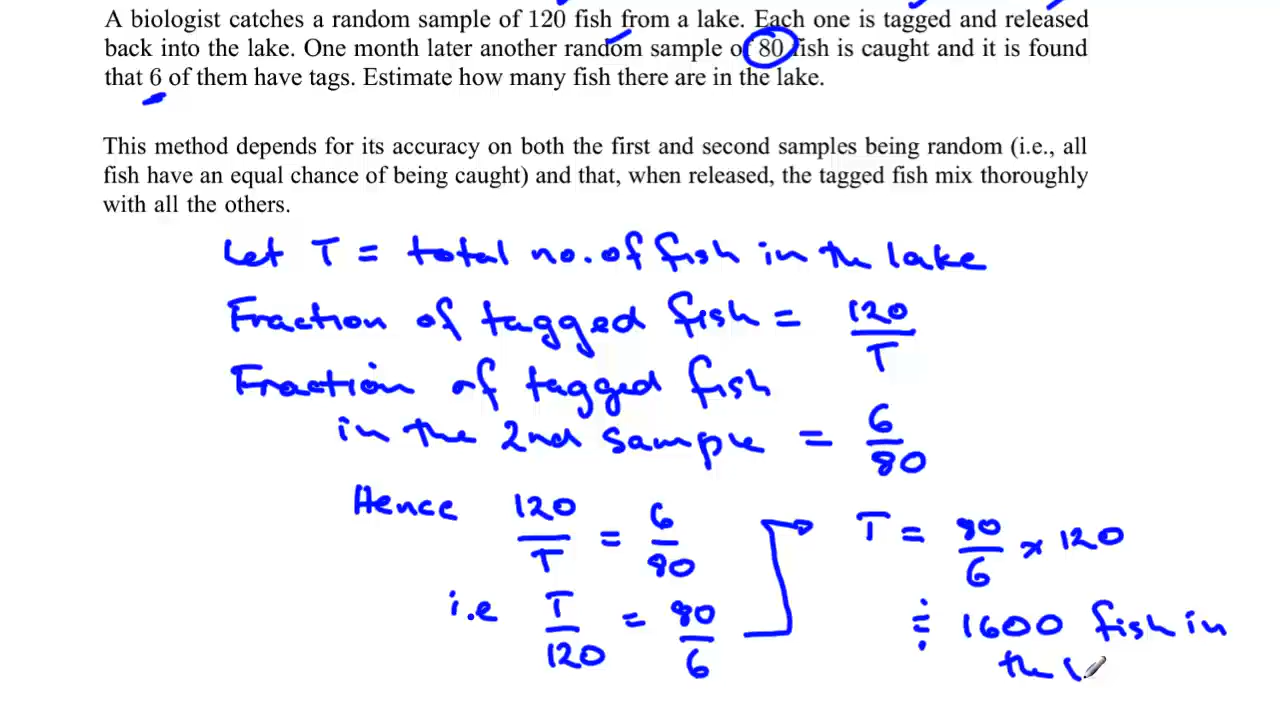 A biologist catches a random sample of 120 fish from a lake. Each one is tagged and released
back into the lake. One month later another random sample of 80 fish is caught and it is found
that 6 of them have tags. Estimate how many fish there are in the lake.
This method depends for its accuracy on both the first and second samples being random (i.e., all
fish have an equal chance of being caught) and that, when released, the tagged fish mix thoroughly
with all the others.
Let T = total no. of fish in the lake
Fraction of tagged fish = 120/T
Fraction of tagged fish
in the 2nd sample = 6/80
Hence 120/T = 6/80
i.e T/120 = 80/6
T = 80/6 × 120
≑ 1600 fish in
the l